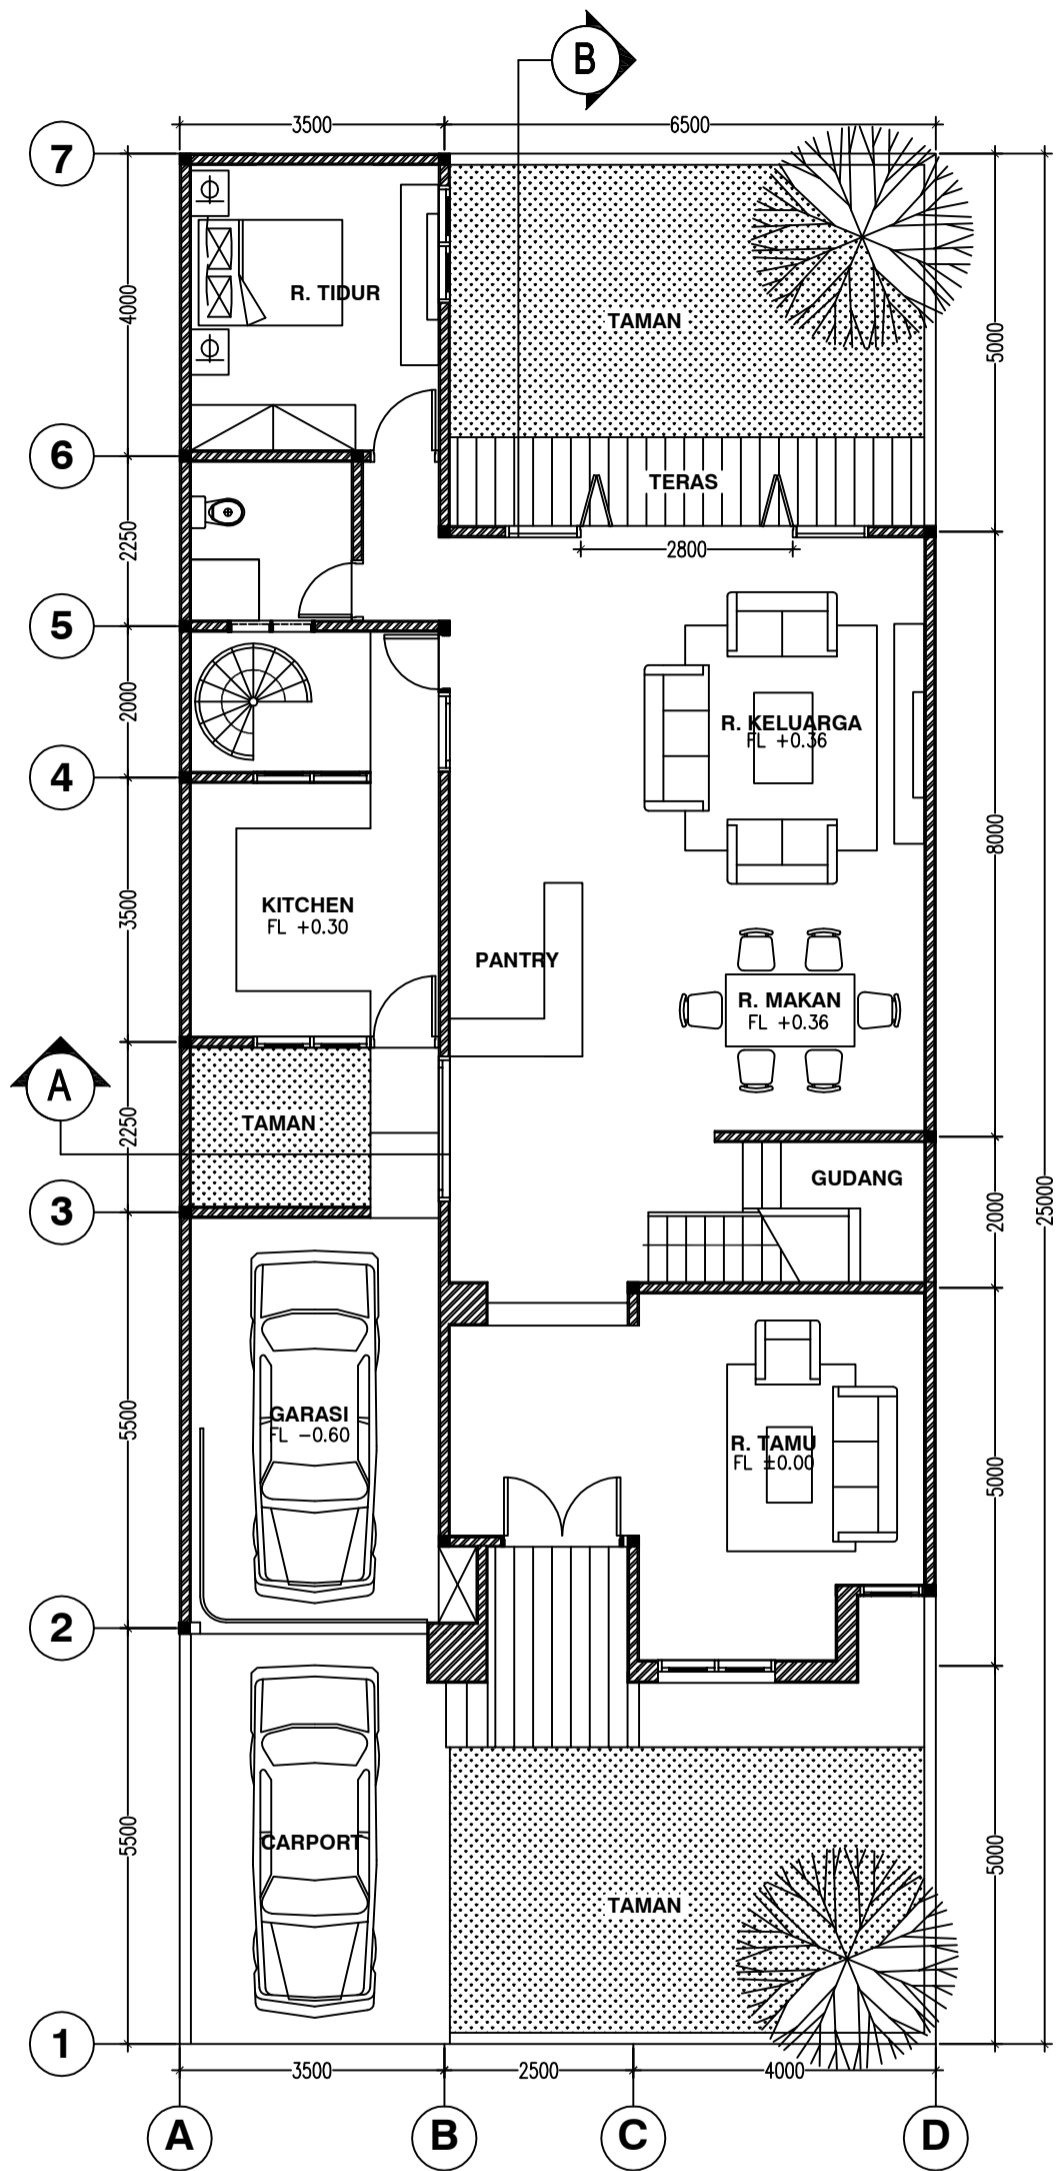 B
3500
6500
7
R. TIDUR
4000
TAMAN
5000
6
TERAS
2250
2800
5
2000
R. KELUARGA
FL +0.36
4
8000
3500
KITCHEN
FL +0.30
PANTRY
R. MAKAN
FL +0.36
A
2250
TAMAN
GUDANG
2000
25000
3
5500
GARASI
FL −0.60
R. TAMU
FL ±0.00
5000
2
5500
CARPORT
TAMAN
5000
1
3500
2500
4000
A
B
C
D